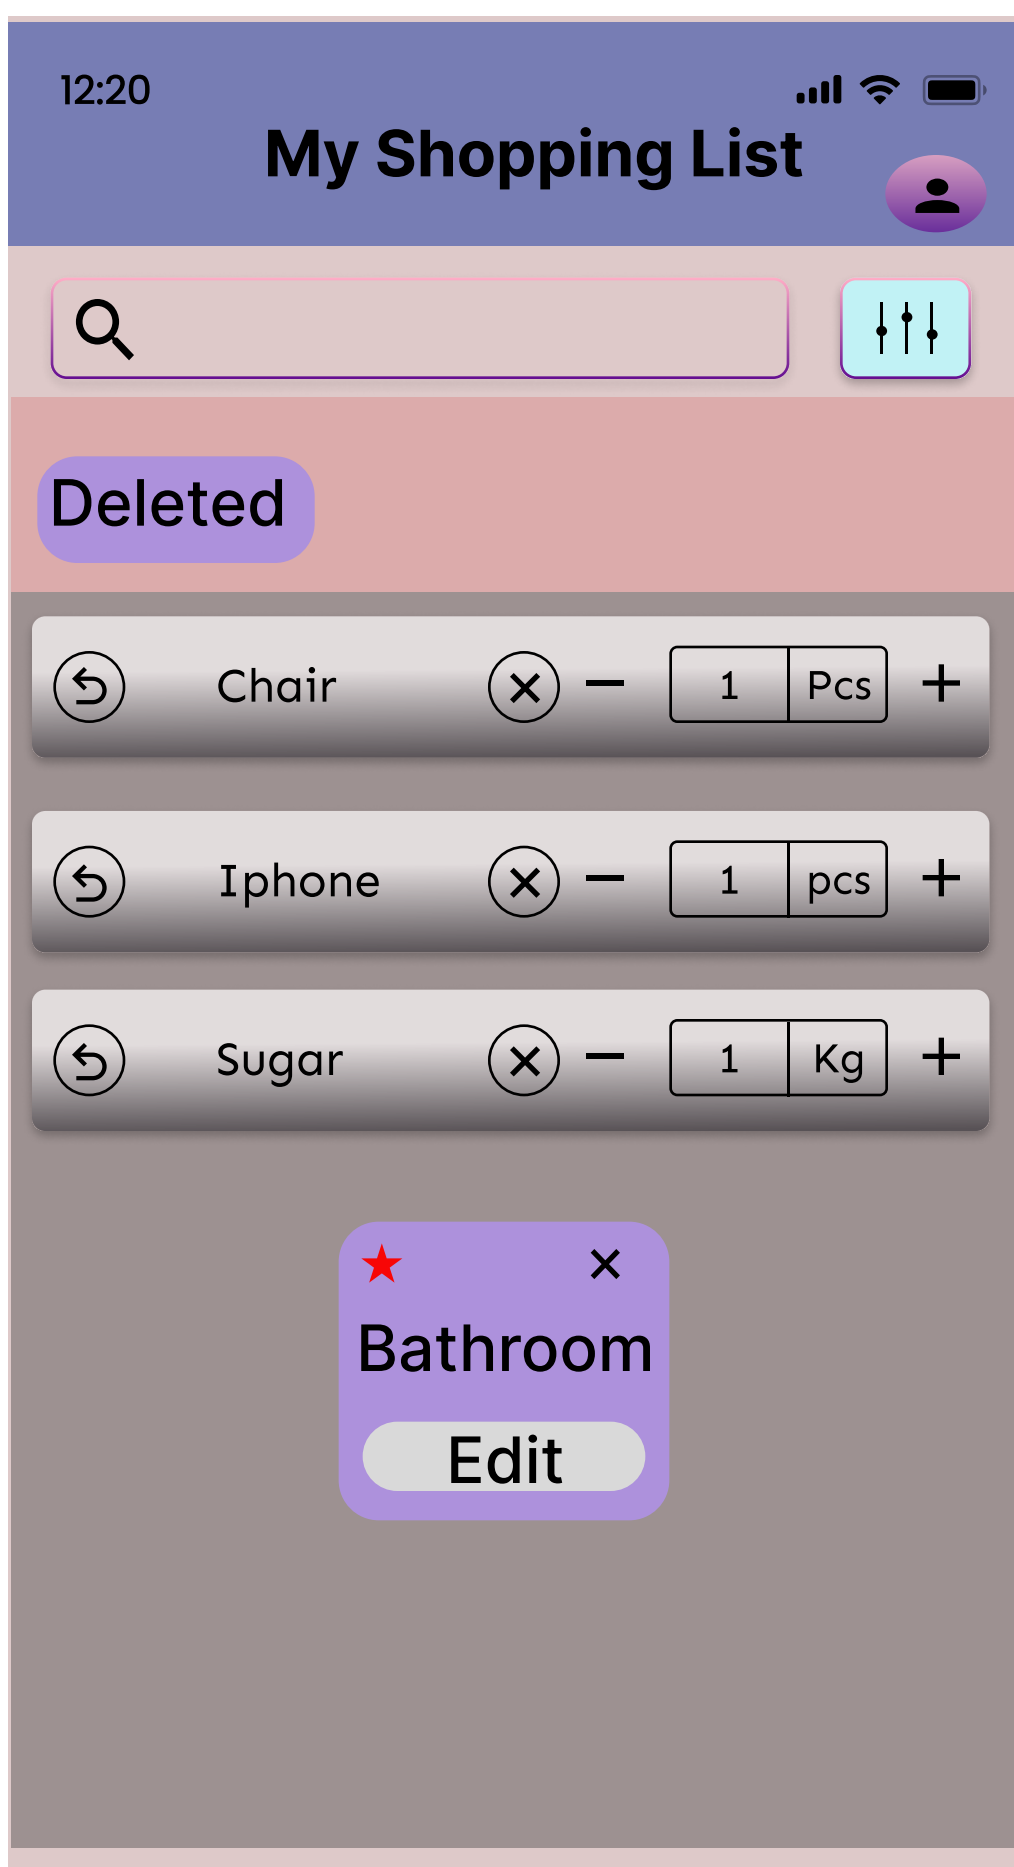 12:20
My Shopping List
Deleted
Chair 1 Pcs
Iphone 1 pcs
Sugar 1 Kg
Bathroom
Edit